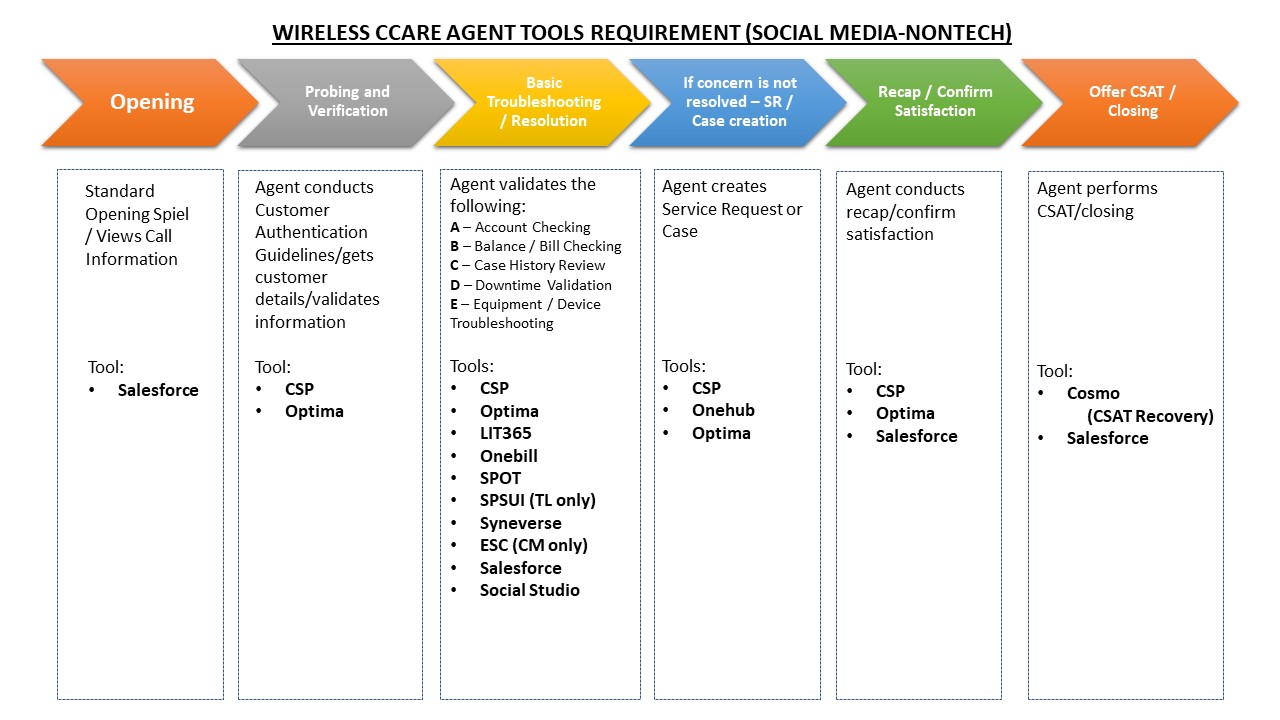 WIRELESS CCARE AGENT TOOLS REQUIREMENT (SOCIAL MEDIA-NONTECH)
Opening
Probing and
Verification
Basic
Troubleshooting
/ Resolution
If concern is not
resolved – SR /
Case creation
Recap / Confirm
Satisfaction
Offer CSAT /
Closing
Standard
Opening Spiel
/ Views Call
Information
Tool:
• Salesforce
Agent conducts
Customer
Authentication
Guidelines/gets
customer
details/validates
information
Tool:
• CSP
• Optima
Agent validates the
following:
A – Account Checking
B – Balance / Bill Checking
C – Case History Review
D – Downtime Validation
E – Equipment / Device
Troubleshooting
Tools:
• CSP
• Optima
• LIT365
• Onebill
• SPOT
• SPSUI (TL only)
• Syneverse
• ESC (CM only)
• Salesforce
• Social Studio
Agent creates
Service Request or
Case
Tools:
• CSP
• Onehub
• Optima
Agent conducts
recap/confirm
satisfaction
Tool:
• CSP
• Optima
• Salesforce
Agent performs
CSAT/closing
Tool:
• Cosmo
(CSAT Recovery)
• Salesforce